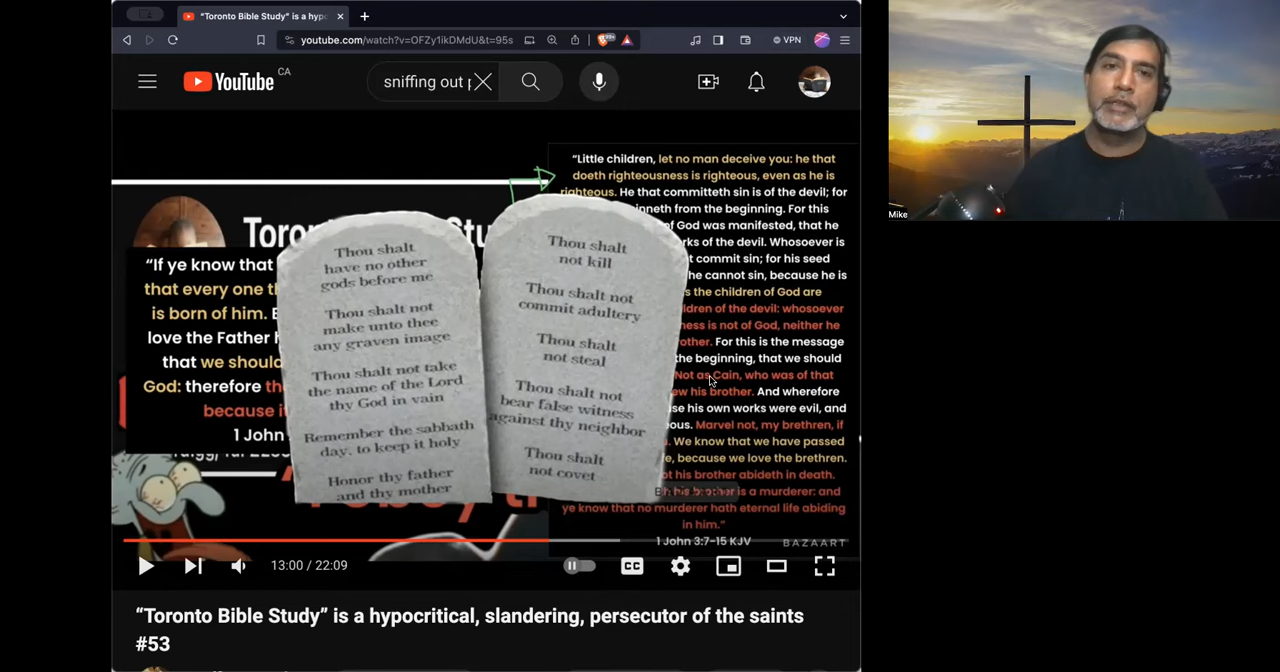 "Toronto Bible Study" is a hyp
youtube.com/watch?v=OFZy1ikDMdU&t=95s
99+
VPN
YouTube
CA
sniffing out
Toron
Stu
"If ye know that
that every one
is born of him.
love the Father
that we should
God: therefore
because i
1 John
Thou shalt
have no other
gods before me
Thou shalt not
make unto thee
any graven image
Thou shalt not take
the name of the Lord
thy God in vain
Remember the sabbath
day, to keep it holy
Honor thy father
and thy mother
Thou shalt
not kill
Thou shalt not
commit adultery
Thou shalt
not steal
Thou shalt not
bear false witness
against thy neighbor
Thou shalt
not covet
"Little children, let no man deceive you: he that
doeth righteousness is righteous, even as he is
righteous. He that committeth sin is of the devil; for
inneth from the beginning. For this
of God was manifested, that he
rks of the devil. Whosoever is
t commit sin; for his seed
he cannot sin, because he is
s the children of God are
ldren of the devil: whosoever
ness is not of God, neither he
other. For this is the message
the beginning, that we should
Not as Cain, who was of that
ew his brother. And wherefore
se his own works were evil, and
eous. Marvel not, my brethren, if
We know that we have passed
e, because we love the brethren.
ot his brother abideth in death.
his brother is a murderer: and
ye know that no murderer hath eternal life abiding
in him."
1 John 3:7-15 KJV
BAZAART
CC
13:00 / 22:09
"Toronto Bible Study" is a hypocritical, slandering, persecutor of the saints
#53
Mike